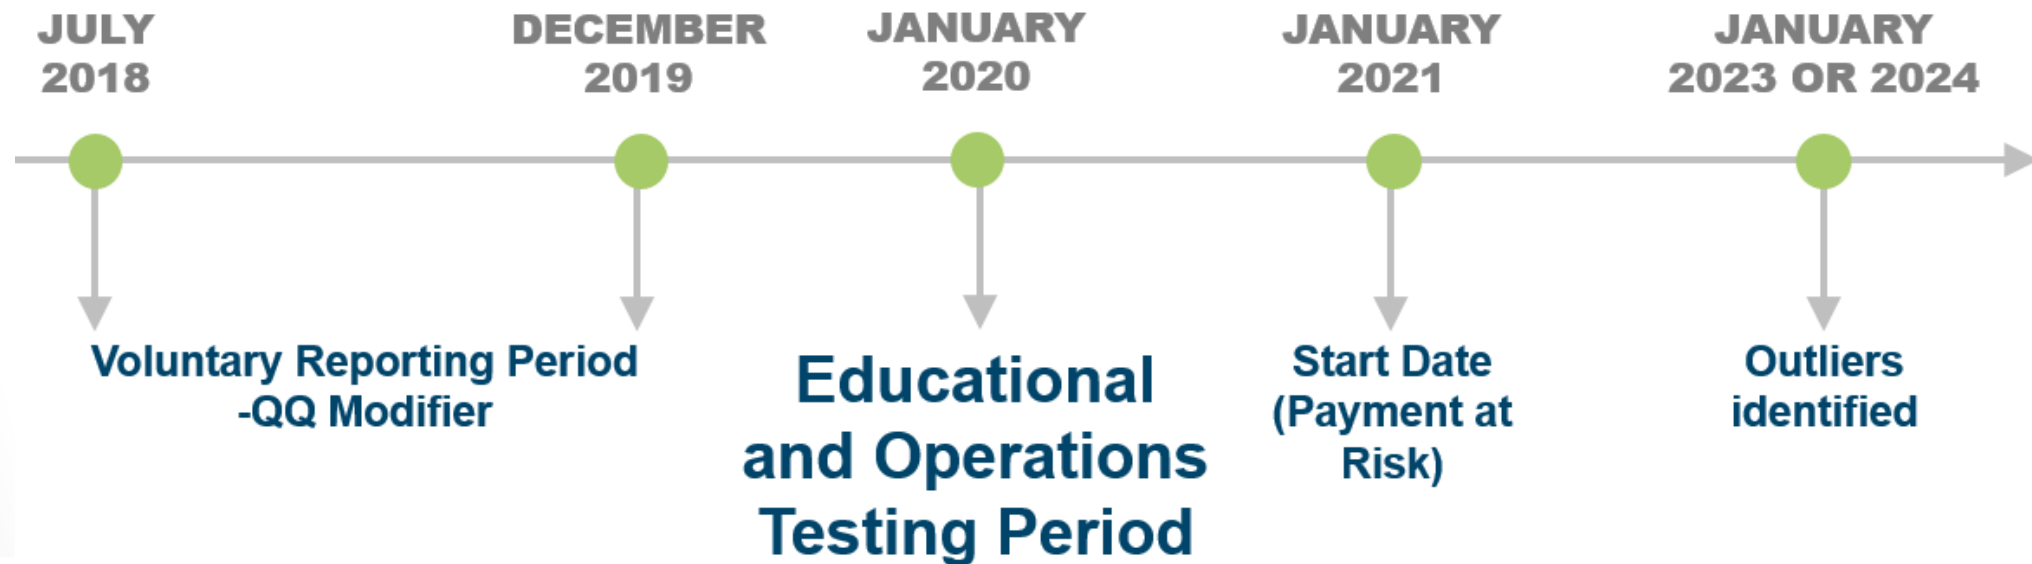 JULY
2018
DECEMBER
2019
JANUARY
2020
JANUARY
2021
JANUARY
2023 OR 2024
Voluntary Reporting Period
-QQ Modifier
Educational
and Operations
Testing Period
Start Date
(Payment at
Risk)
Outliers
identified